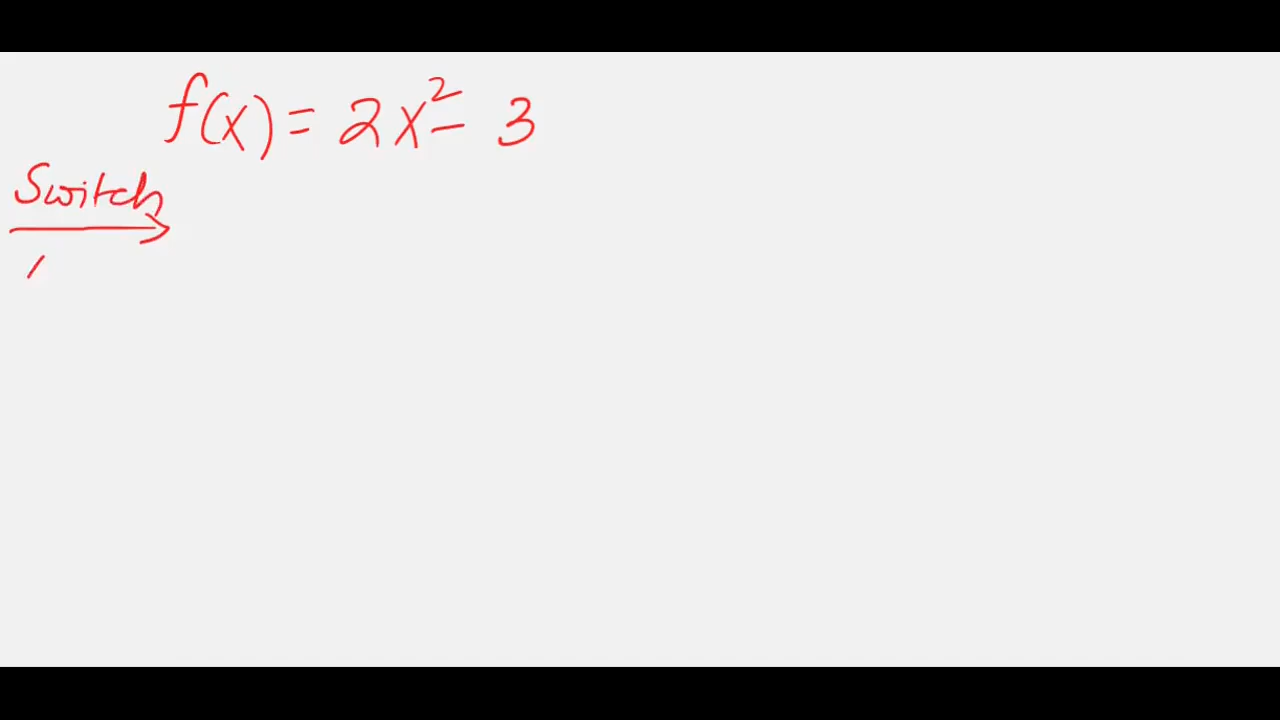 f(x) = 2x² - 3
Switch